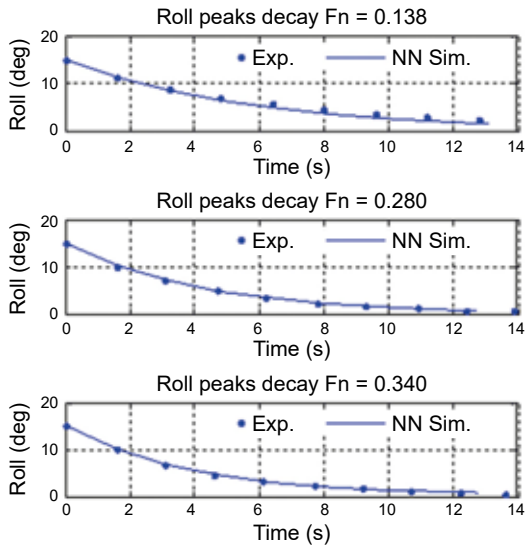 Roll peaks decay Fn = 0.138
20
10
0
Roll (deg)
Exp.
NN Sim.
0 2 4 6 8 10 12 14
Time (s)
Roll peaks decay Fn = 0.280
20
10
0
Roll (deg)
Exp.
NN Sim.
0 2 4 6 8 10 12 14
Time (s)
Roll peaks decay Fn = 0.340
20
10
0
Roll (deg)
Exp.
NN Sim.
0 2 4 6 8 10 12 14
Time (s)